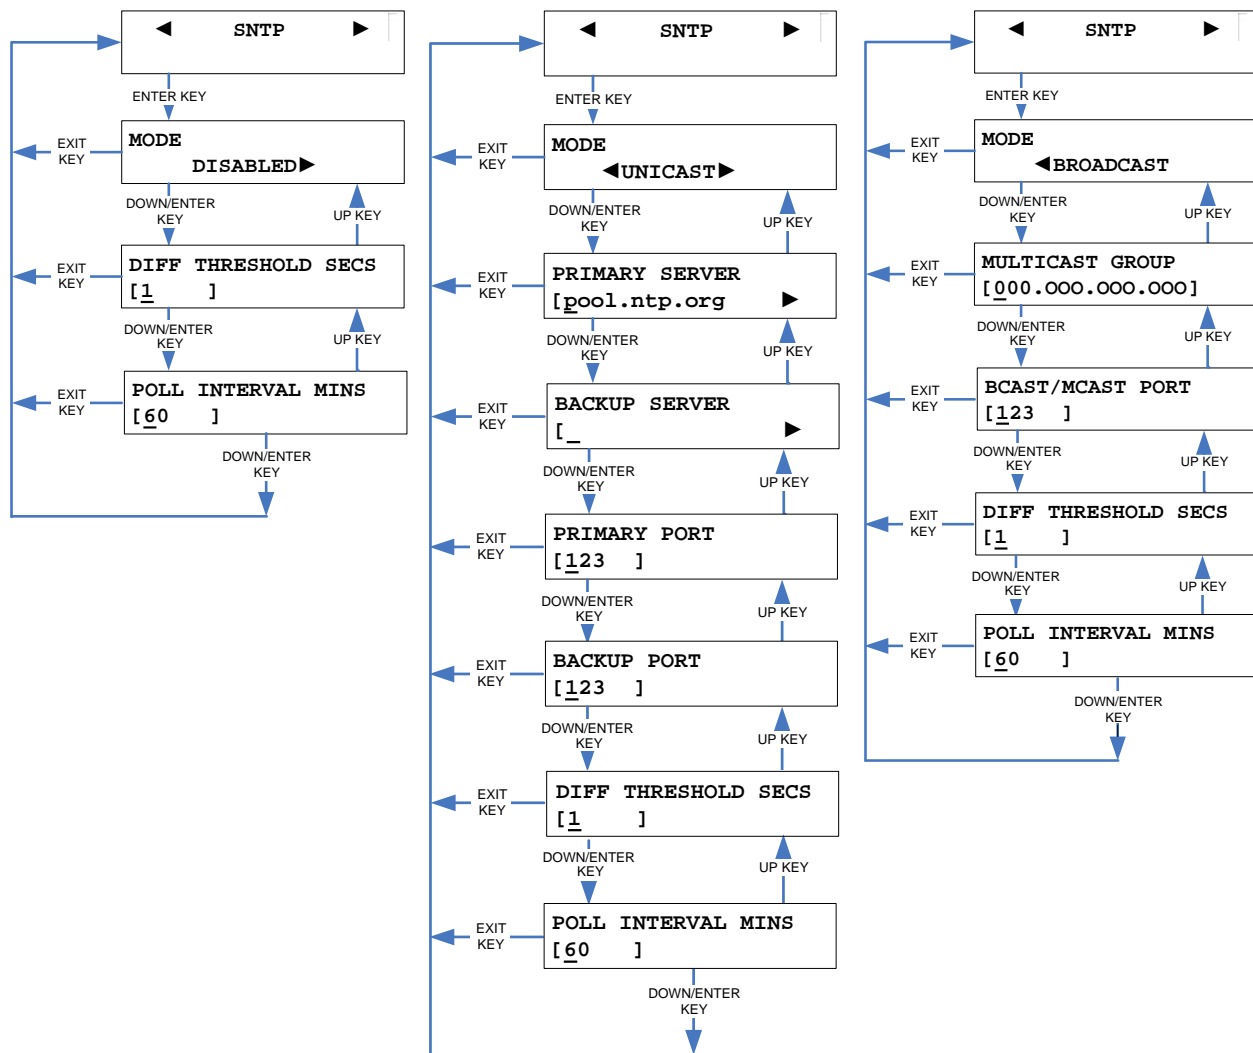 ◄ SNTP ►
ENTER KEY
EXIT
KEY
MODE
DISABLED►
DOWN/ENTER
KEY
UP KEY
EXIT
KEY
DIFF THRESHOLD SECS
[1 ]
DOWN/ENTER
KEY
UP KEY
EXIT
KEY
POLL INTERVAL MINS
[60 ]
DOWN/ENTER
KEY
◄ SNTP ►
ENTER KEY
EXIT
KEY
MODE
◄UNICAST►
DOWN/ENTER
KEY
UP KEY
EXIT
KEY
PRIMARY SERVER
[pool.ntp.org ►
DOWN/ENTER
KEY
UP KEY
EXIT
KEY
BACKUP SERVER
[_ ►
DOWN/ENTER
KEY
UP KEY
EXIT
KEY
PRIMARY PORT
[123 ]
DOWN/ENTER
KEY
UP KEY
EXIT
KEY
BACKUP PORT
[123 ]
DOWN/ENTER
KEY
UP KEY
EXIT
KEY
DIFF THRESHOLD SECS
[1 ]
DOWN/ENTER
KEY
UP KEY
EXIT
KEY
POLL INTERVAL MINS
[60 ]
DOWN/ENTER
KEY
◄ SNTP ►
ENTER KEY
EXIT
KEY
MODE
◄BROADCAST
DOWN/ENTER
KEY
UP KEY
EXIT
KEY
MULTICAST GROUP
[000.000.000.000]
DOWN/ENTER
KEY
UP KEY
EXIT
KEY
BCAST/MCAST PORT
[123 ]
DOWN/ENTER
KEY
UP KEY
EXIT
KEY
DIFF THRESHOLD SECS
[1 ]
DOWN/ENTER
KEY
UP KEY
EXIT
KEY
POLL INTERVAL MINS
[60 ]
DOWN/ENTER
KEY